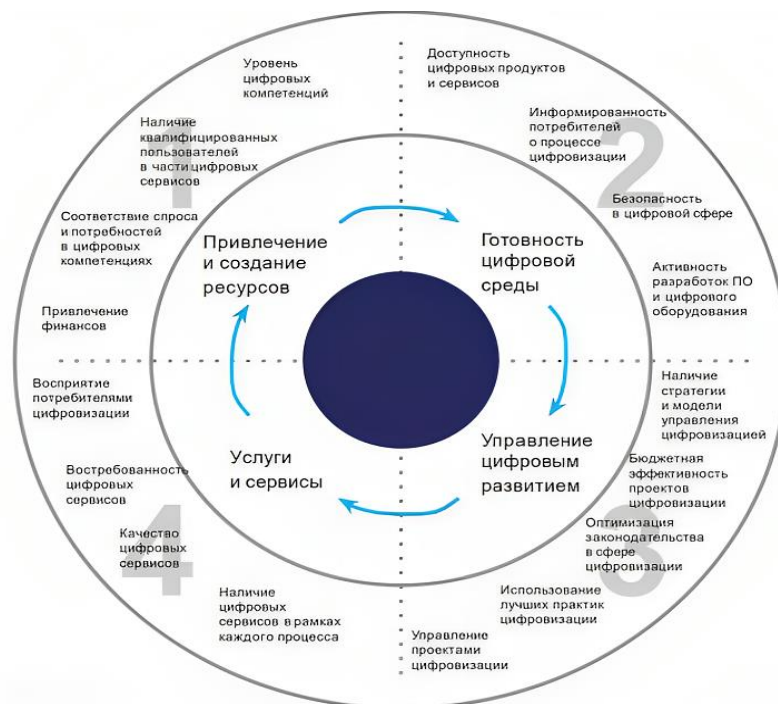 Уровень
цифровых
компетенций
Наличие
квалифицированных
пользователей
в части цифровых
сервисов
Соответствие спроса
и потребностей
в цифровых
компетенциях
Привлечение
финансов
1
Привлечение
и создание
ресурсов
Доступность
цифровых продуктов
и сервисов
Информированность
потребителей
о процессе
цифровизации
Безопасность
в цифровой сфере
Активность
разработок ПО
и цифрового
оборудования
2
Готовность
цифровой
среды
Наличие
стратегии
и модели
управления
цифровизацией
Бюджетная
эффективность
проектов
цифровизации
Оптимизация
законодательства
в сфере
цифровизации
Использование
лучших практик
цифровизации
Управление
проектами
цифровизации
3
Управление
цифровым
развитием
Восприятие
потребителями
цифровизации
Востребованность
цифровых
сервисов
Качество
цифровых
сервисов
Наличие
цифровых
сервисов в рамках
каждого процесса
4
Услуги
и сервисы